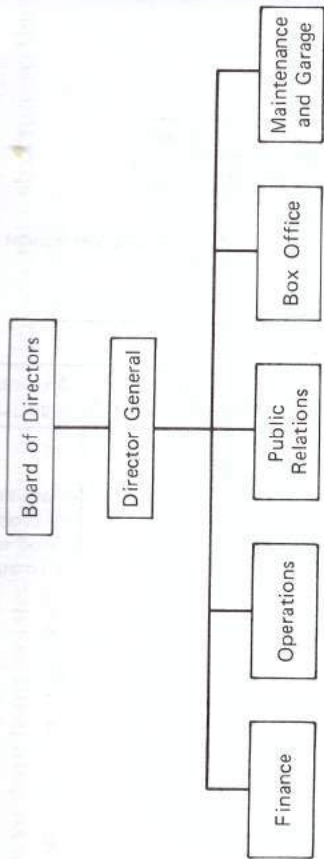 Board of Directors
Director General
Finance
Operations
Public
Relations
Box Office
Maintenance
and Garage